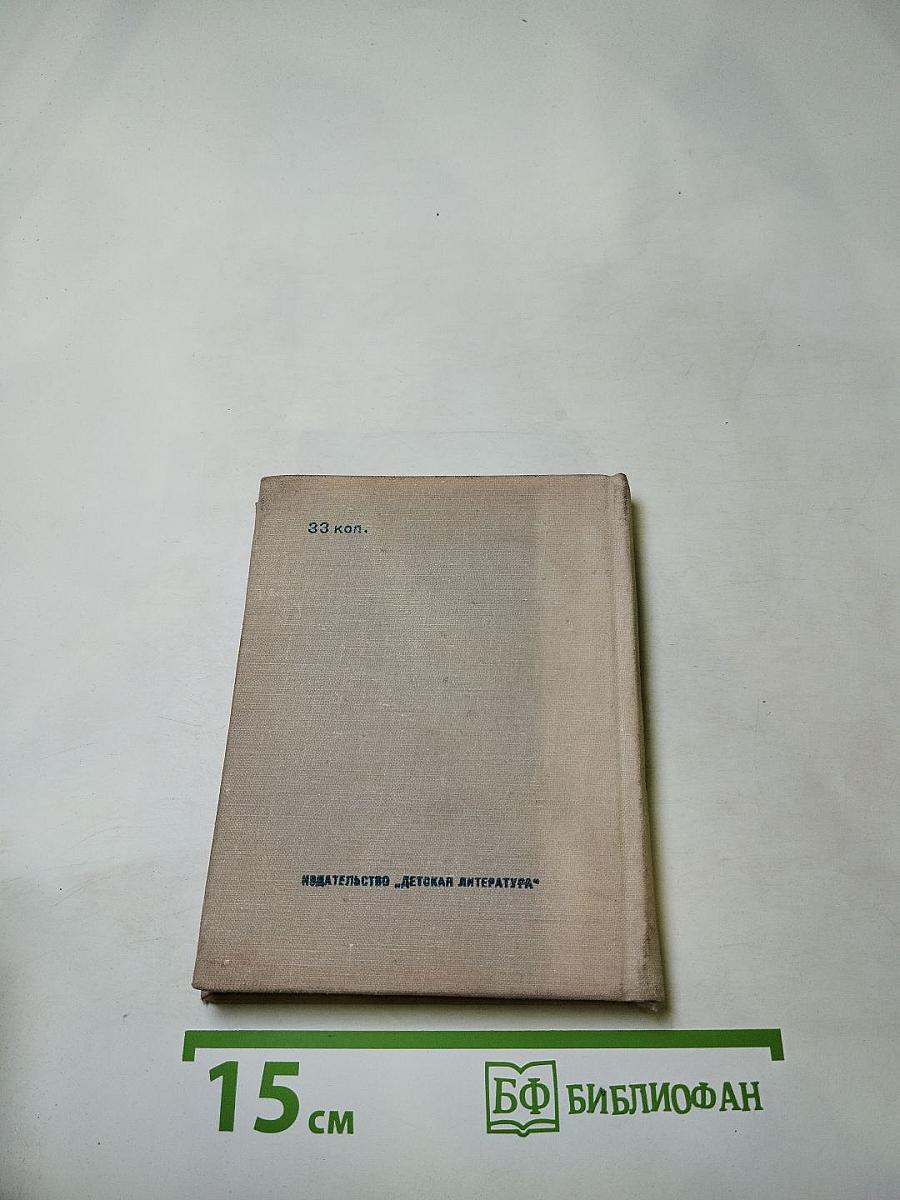 33 коп.
ИЗДАТЕЛЬСТВО „ДЕТСКАЯ ЛИТЕРАТУРА“
15 см
БФ БИБЛИОФАН